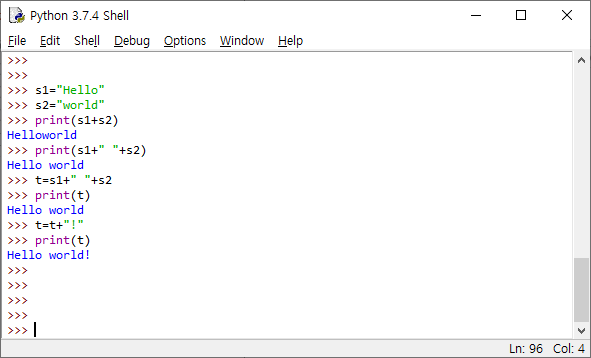 Python 3.7.4 Shell
File Edit Shell Debug Options Window Help
>>>
>>>
>>> s1="Hello"
>>> s2="world"
>>> print(s1+s2)
Helloworld
>>> print(s1+" "+s2)
Hello world
>>> t=s1+" "+s2
>>> print(t)
Hello world
>>> t=t+"!"
>>> print(t)
Hello world!
>>>
>>>
>>>
>>>
>>>
Ln: 96 Col: 4